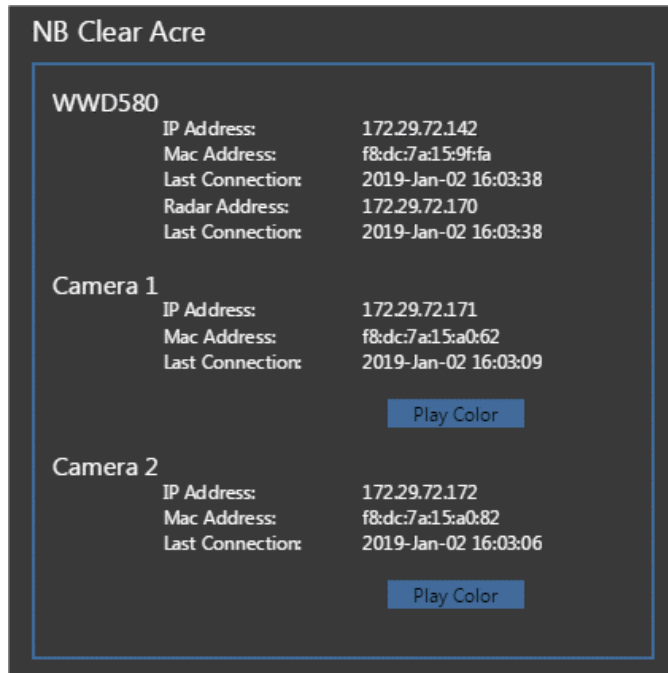 NB Clear Acre
WWD580
IP Address: 172.29.72.142
Mac Address: f8:dc:7a:15:9f:fa
Last Connection: 2019-Jan-02 16:03:38
Radar Address: 172.29.72.170
Last Connection: 2019-Jan-02 16:03:38
Camera 1
IP Address: 172.29.72.171
Mac Address: f8:dc:7a:15:a0:62
Last Connection: 2019-Jan-02 16:03:09
Play Color
Camera 2
IP Address: 172.29.72.172
Mac Address: f8:dc:7a:15:a0:82
Last Connection: 2019-Jan-02 16:03:06
Play Color